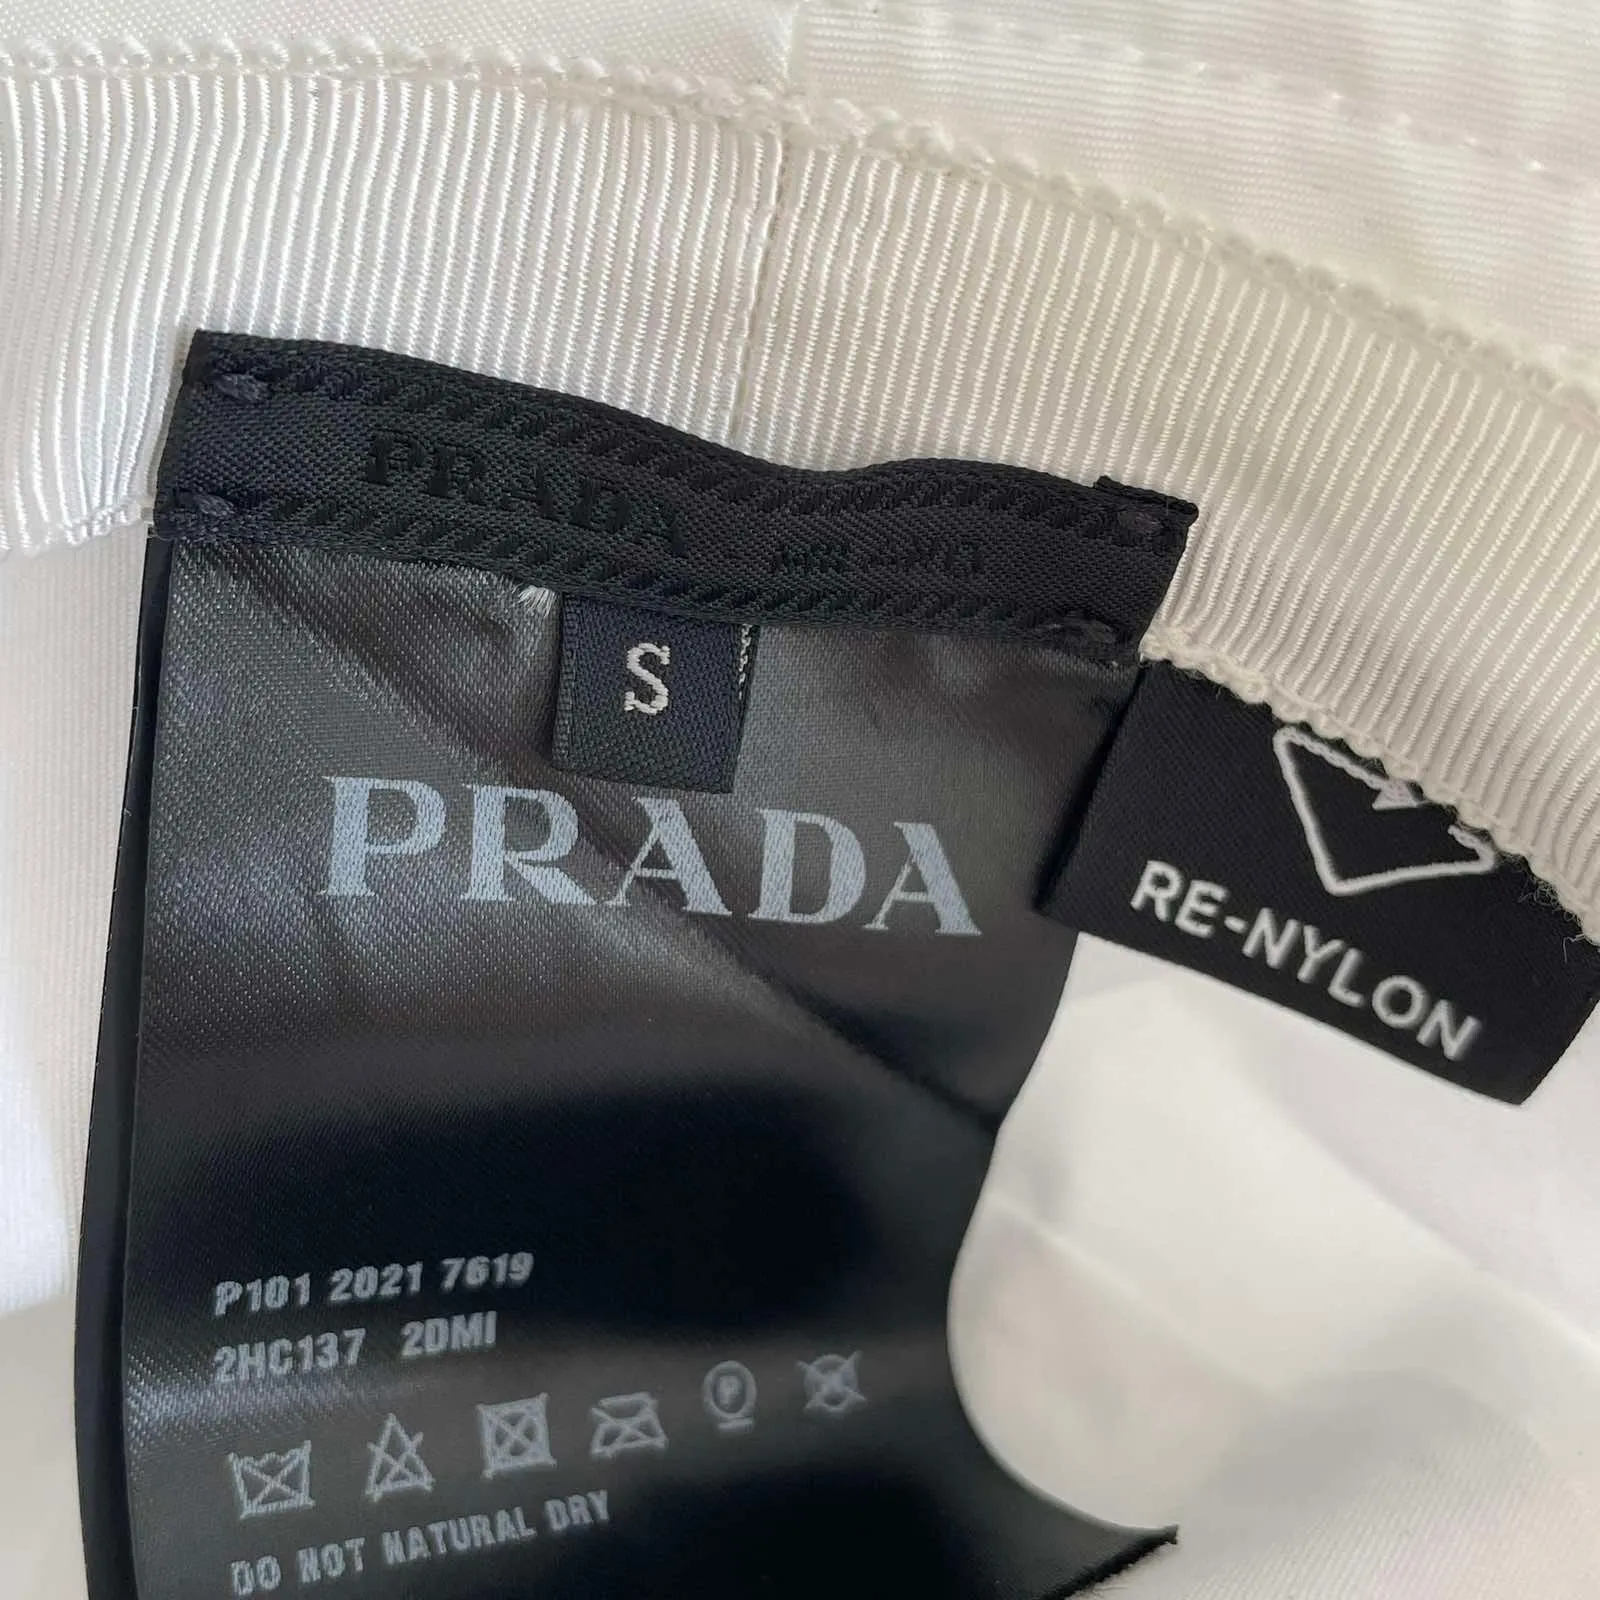 PRADA
S
PRADA
RE-NYLON
P101 2021 7619
2HC137 2DMI
P
DO NOT NATURAL DRY